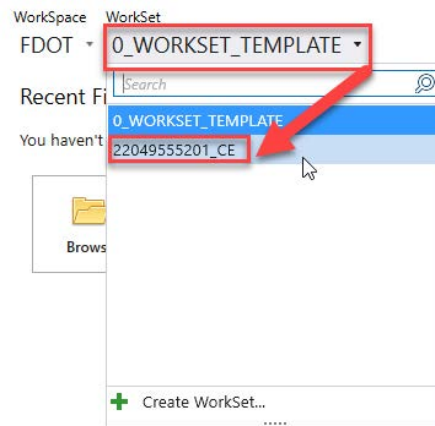 WorkSpace WorkSet
FDOT 0_WORKSET_TEMPLATE
Search
Recent Fi
0_WORKSET_TEMPLATE
You haven't
22049555201_CE
Brows
Create WorkSet...